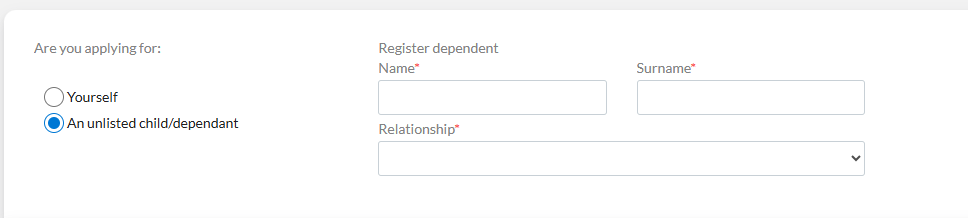 Are you applying for:
Yourself
An unlisted child/dependant
Register dependent
Name*
Surname*
Relationship*